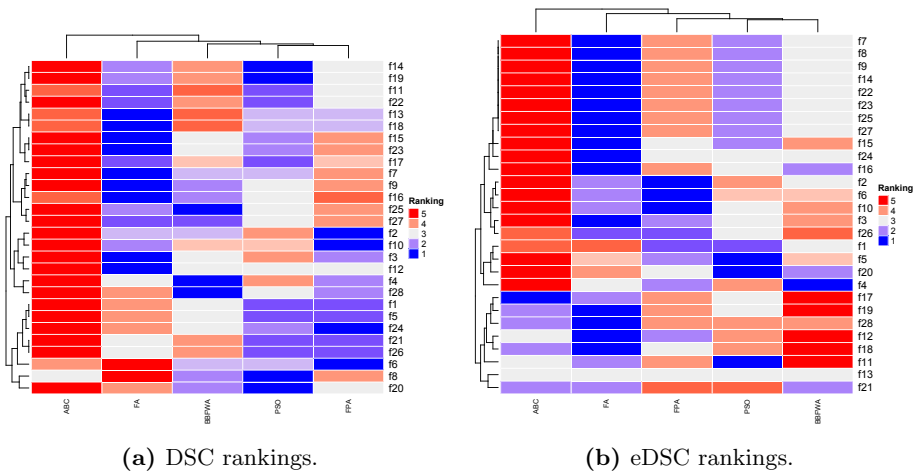 f14
f19
f11
f22
f13
f18
f15
f23
f17
f7
f9
f16
f25
f27
f2
f10
f3
f12
f4
f28
f1
f5
f24
f21
f26
f6
f8
f20
ABC
FA
BBFWA
PSO
FPA
Ranking
5
4
3
2
1
(a) DSC rankings.
f7
f8
f9
f14
f22
f23
f25
f27
f15
f24
f16
f2
f6
f10
f3
f26
f1
f5
f20
f4
f17
f19
f28
f12
f18
f11
f13
f21
ABC
FA
FPA
PSO
BBFWA
Ranking
5
4
3
2
1
(b) eDSC rankings.